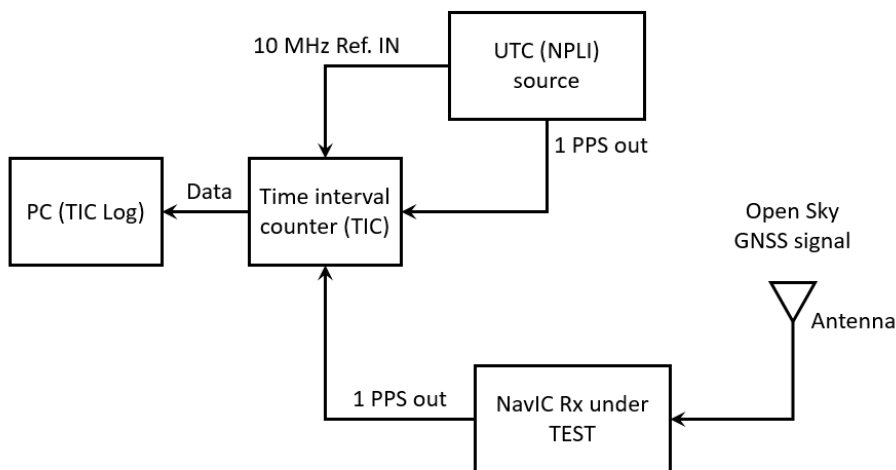 10 MHz Ref. IN
UTC (NPLI)
source
1 PPS out
PC (TIC Log)
Data
Time interval
counter (TIC)
Open Sky
GNSS signal
Antenna
1 PPS out
NavIC Rx under
TEST